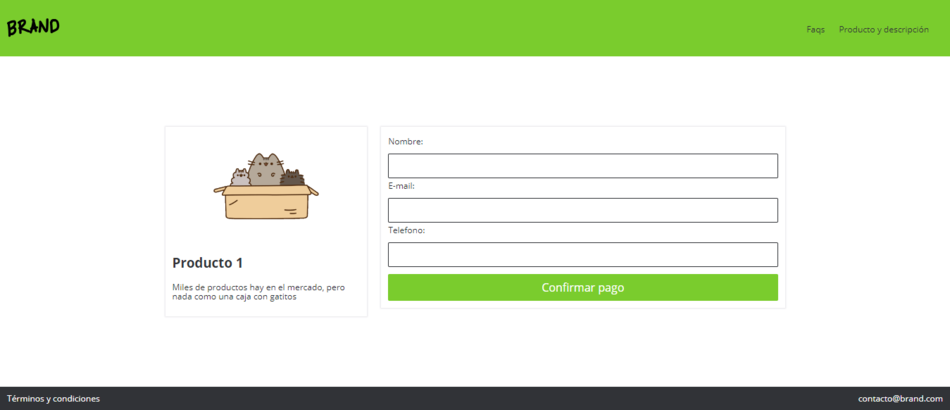 BRAND
Faqs
Producto y descripción
Nombre:
E-mail:
Telefono:
Confirmar pago
Producto 1
Miles de productos hay en el mercado, pero
nada como una caja con gatitos
Términos y condiciones
contacto@brand.com